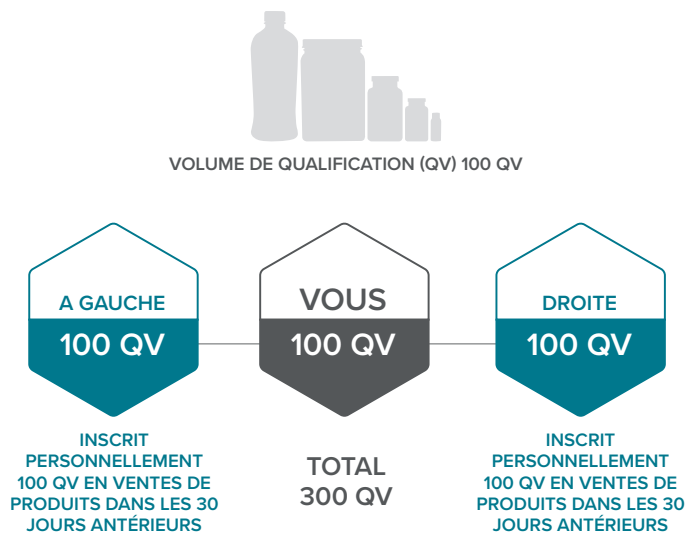 VOLUME DE QUALIFICATION (QV) 100 QV
A GAUCHE
100 QV
VOUS
100 QV
DROITE
100 QV
INSCRIT
PERSONNELLEMENT
100 QV EN VENTES DE
PRODUITS DANS LES 30
JOURS ANTÉRIEURS
TOTAL
300 QV
INSCRIT
PERSONNELLEMENT
100 QV EN VENTES DE
PRODUITS DANS LES 30
JOURS ANTÉRIEURS